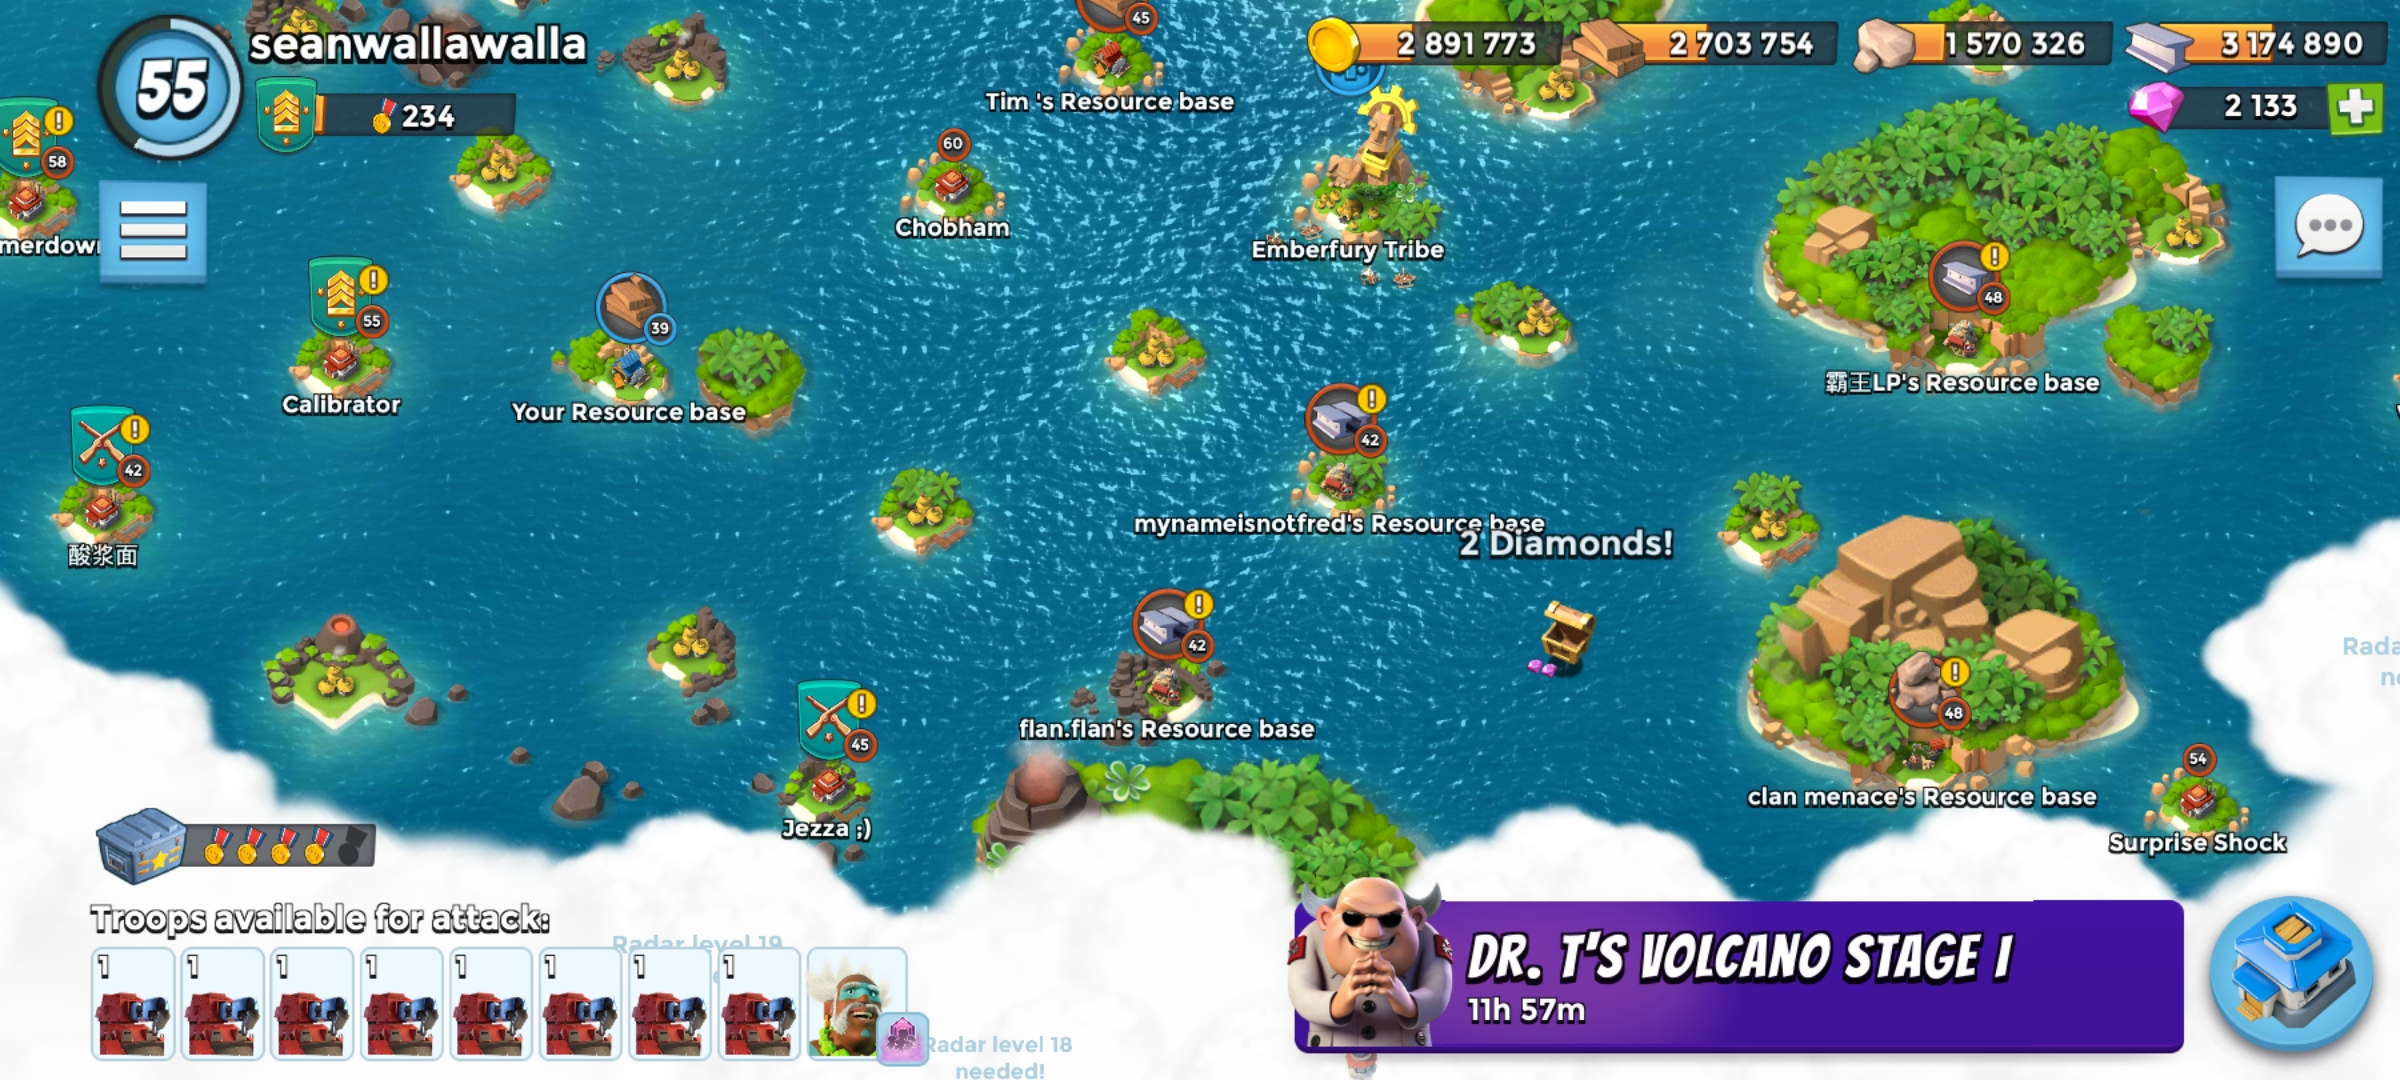 55
seanwallawalla
234
45
Tim 's Resource base
2 891 773
2 703 754
1 570 326
3 174 890
2 133
58
60
Chobham
Emberfury Tribe
55
Calibrator
39
Your Resource base
48
霸王LP's Resource base
42
酸浆面
42
mynameisnotfred's Resource base
2 Diamonds!
42
flan.flan's Resource base
45
Jezza ;)
48
clan menace's Resource base
54
Surprise Shock
Troops available for attack:
1 1 1 1 1 1 1 1
Radar level 19
Radar level 18
needed!
DR. T'S VOLCANO STAGE I
11h 57m